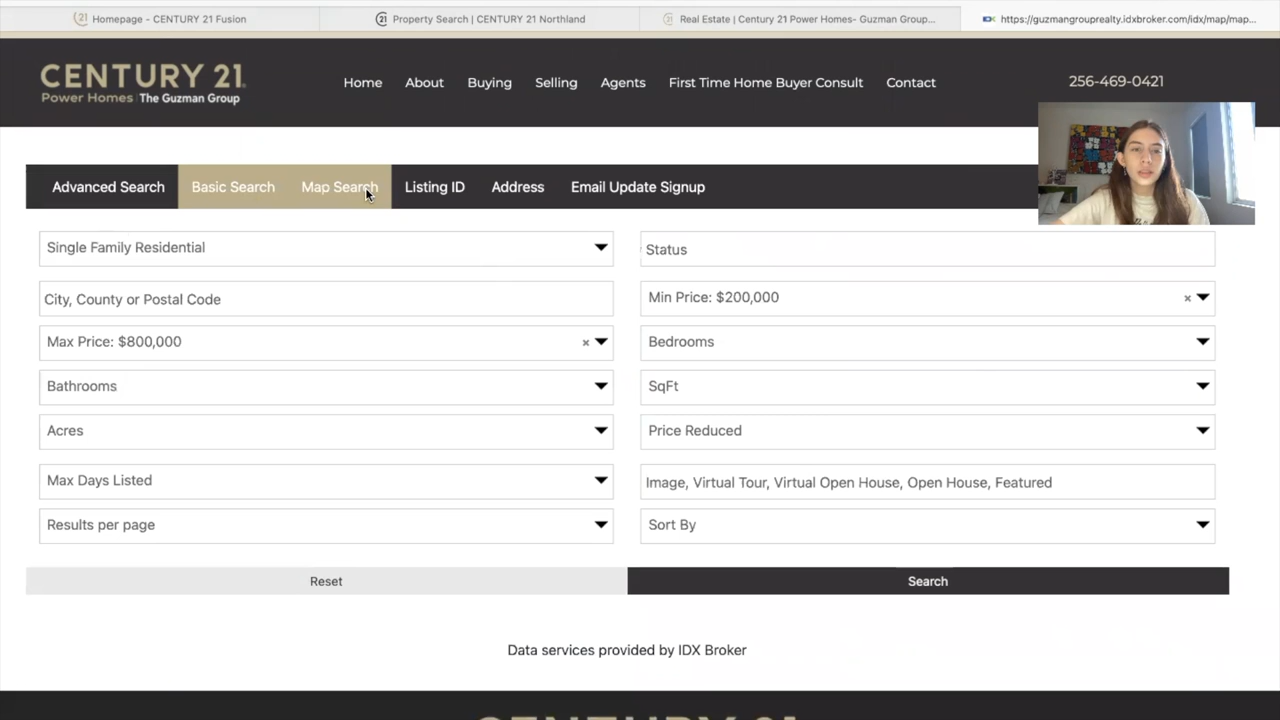 Homepage - CENTURY 21 Fusion
Property Search | CENTURY 21 Northland
Real Estate | Century 21 Power Homes- Guzman Group...
https://guzmangrouprealty.idxbroker.com/idx/map/map...
CENTURY 21
Power Homes | The Guzman Group
Home
About
Buying
Selling
Agents
First Time Home Buyer Consult
Contact
256-469-0421
Advanced Search
Basic Search
Map Search
Listing ID
Address
Email Update Signup
Single Family Residential
Status
City, County or Postal Code
Min Price: $200,000
Max Price: $800,000
Bedrooms
Bathrooms
SqFt
Acres
Price Reduced
Max Days Listed
Image, Virtual Tour, Virtual Open House, Open House, Featured
Results per page
Sort By
Reset
Search
Data services provided by IDX Broker
CENTURY 21